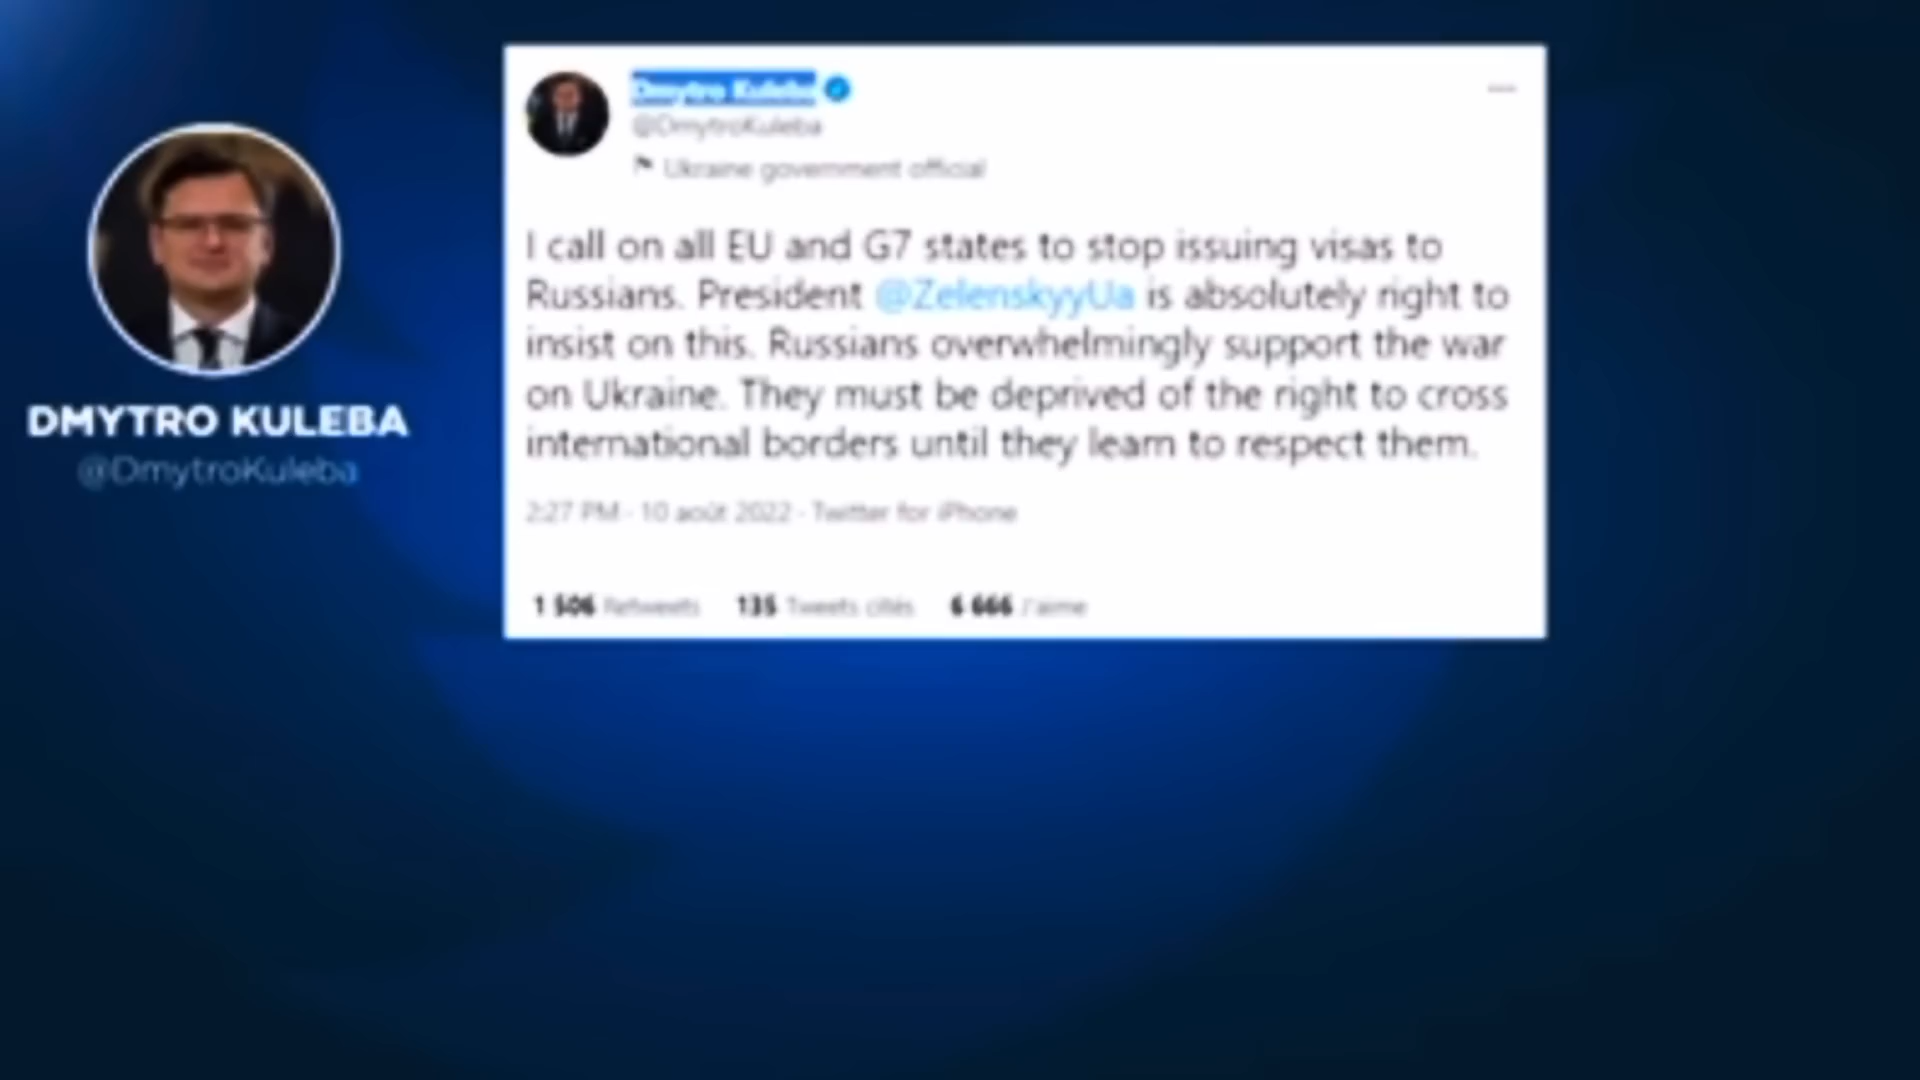 Dmytro Kuleba
@DmytroKuleba
Ukraine government official
I call on all EU and G7 states to stop issuing visas to
Russians. President @ZelenskyyUa is absolutely right to
insist on this. Russians overwhelmingly support the war
on Ukraine. They must be deprived of the right to cross
international borders until they learn to respect them.
2:27 PM · 10 août 2022 · Twitter for iPhone
1 506 Retweets 135 Tweets cités 6 666 J'aime
DMYTRO KULEBA
@DmytroKuleba